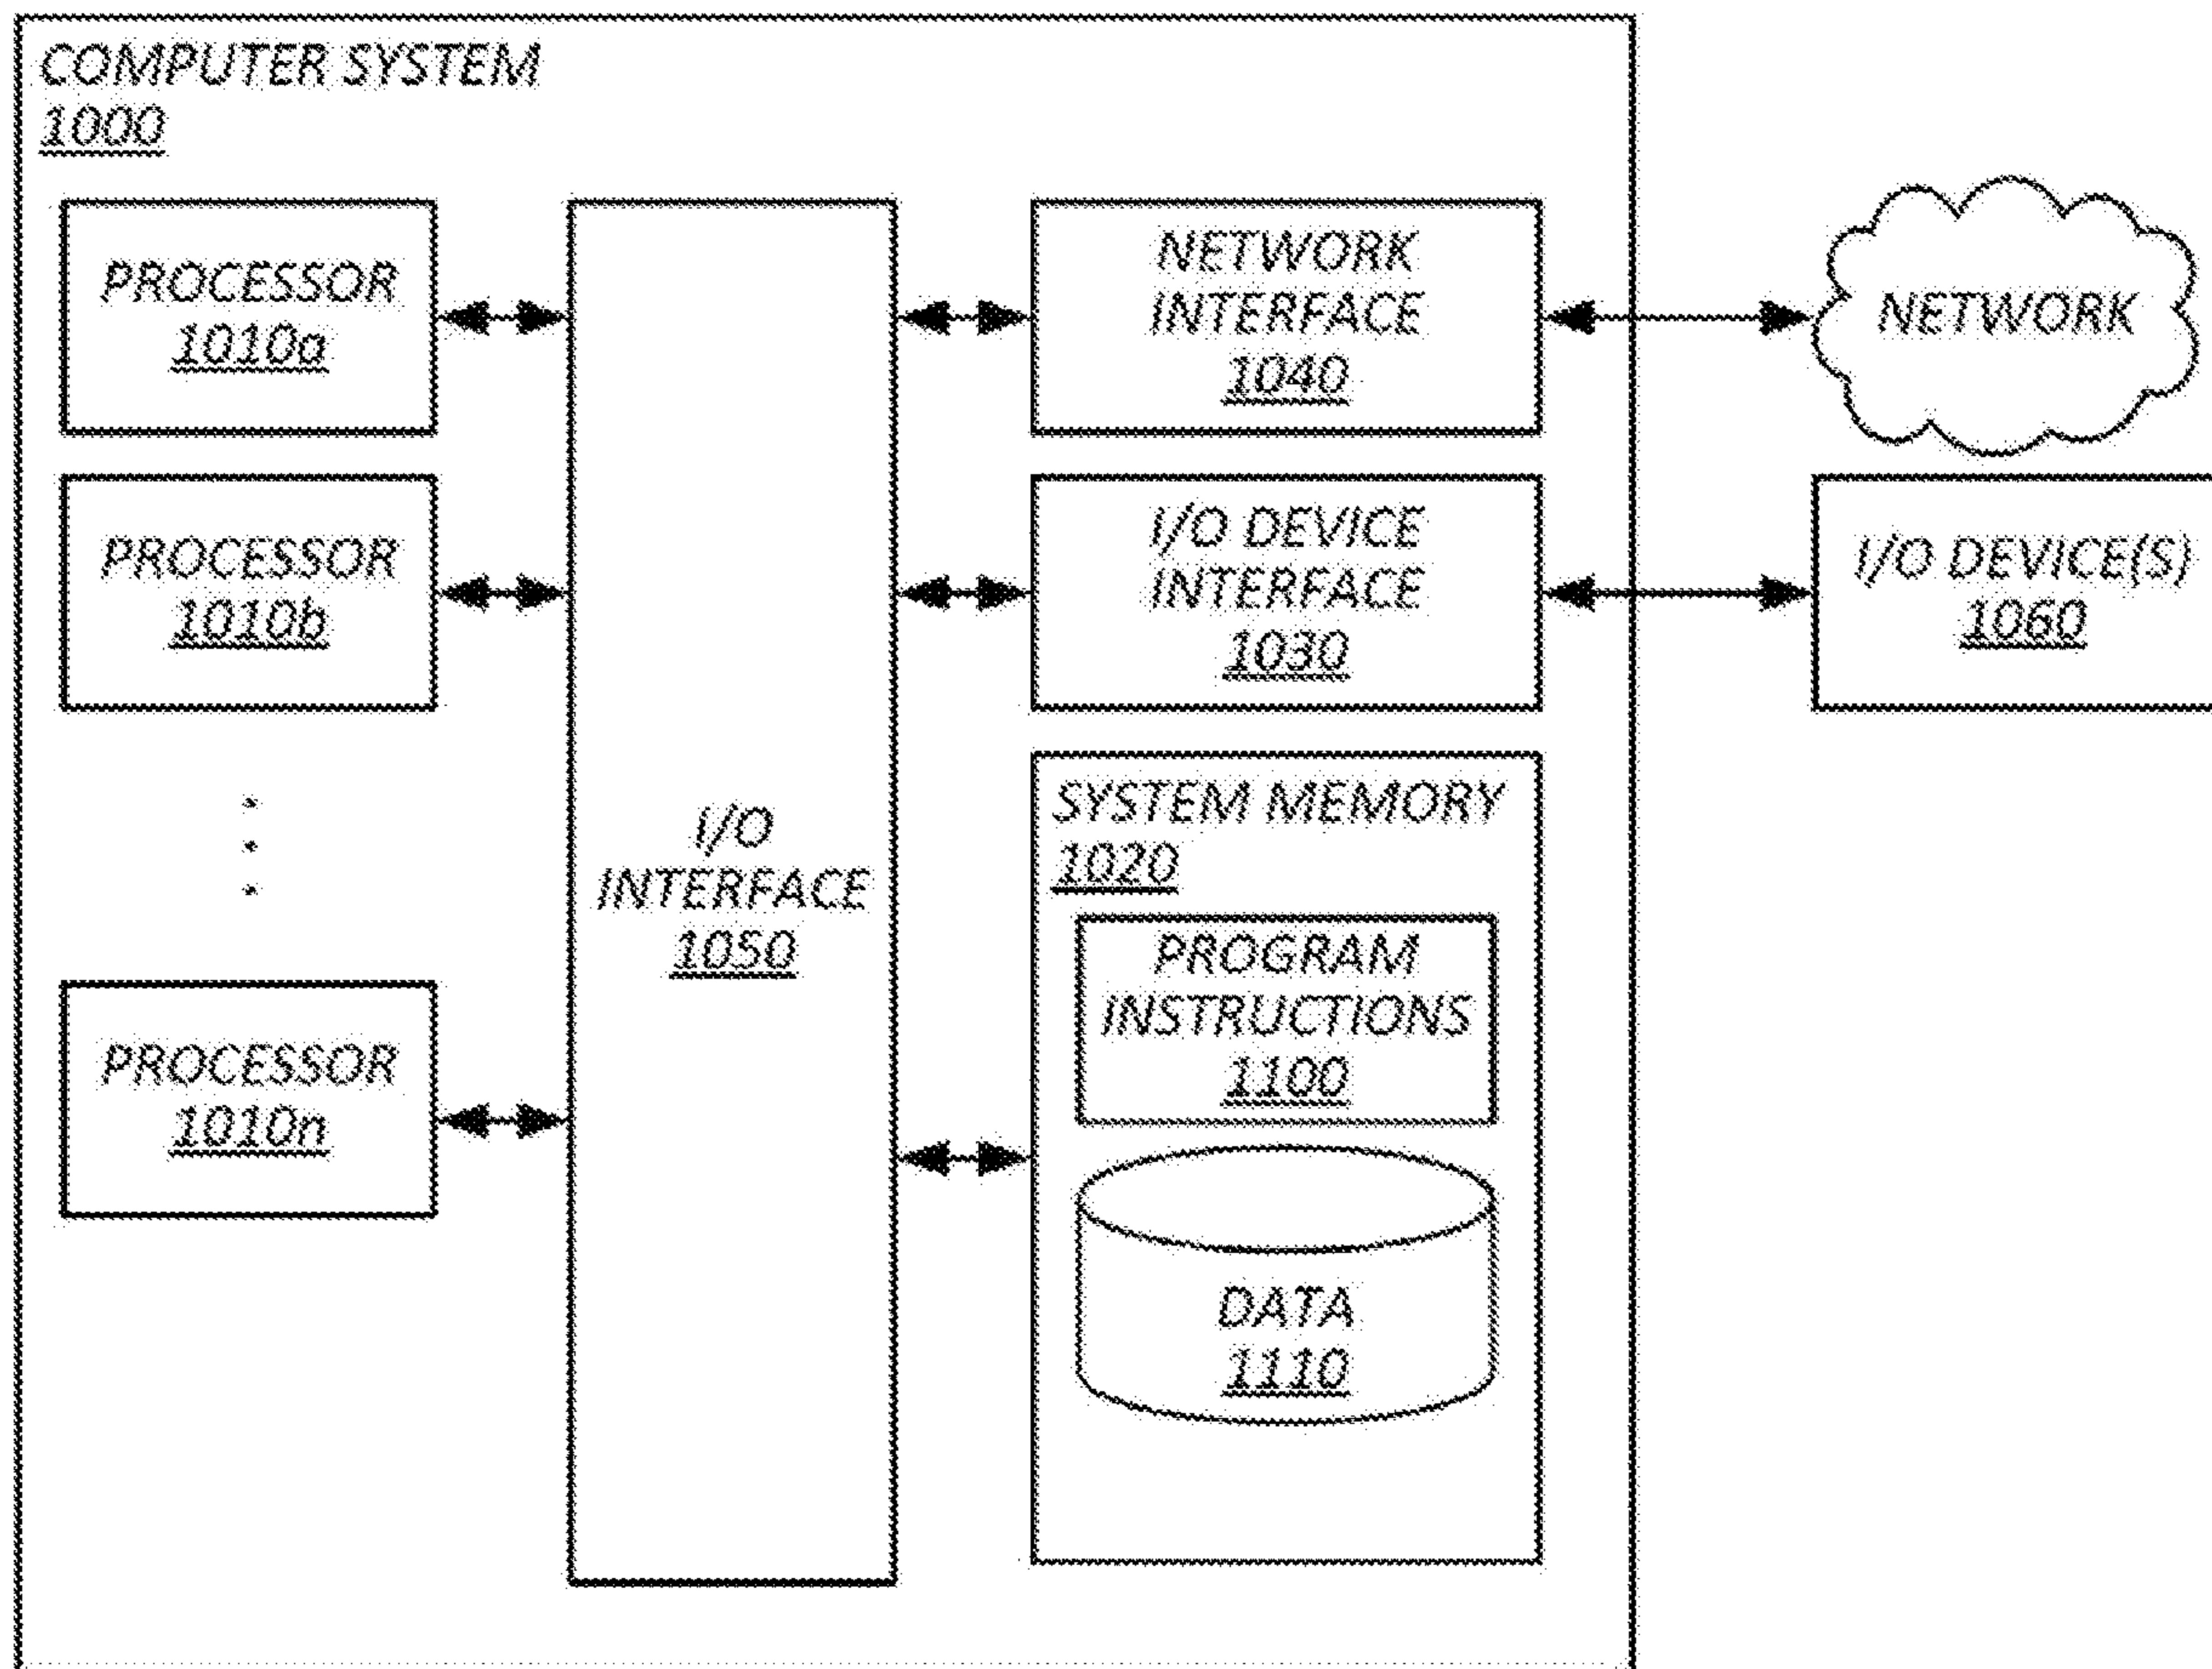 COMPUTER SYSTEM
1000
PROCESSOR
1010a
PROCESSOR
1010b
PROCESSOR
1010n
I/O
INTERFACE
1050
NETWORK
INTERFACE
1040
I/O DEVICE
INTERFACE
1030
SYSTEM MEMORY
1020
PROGRAM
INSTRUCTIONS
1100
DATA
1110
NETWORK
I/O DEVICE(S)
1060